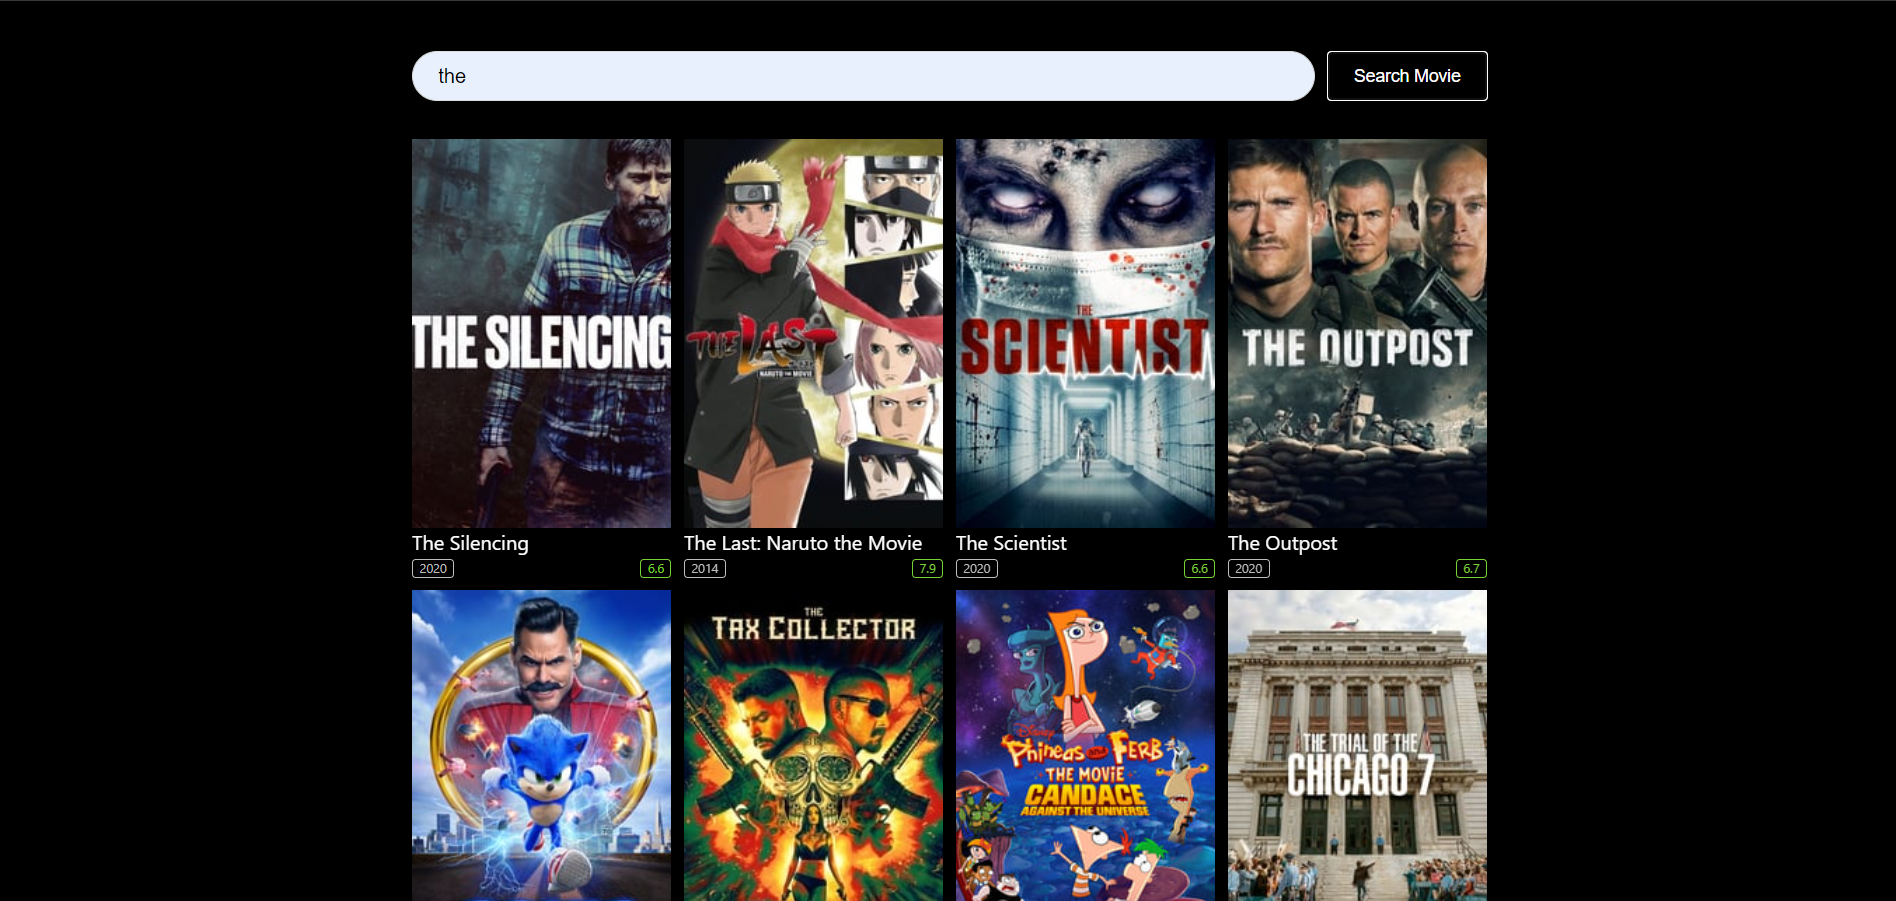 the
Search Movie
THE SILENCING
THE LAST
NARUTO THE MOVIE
THE
SCIENTIST
THE OUTPOST
The Silencing
2020
6.6
The Last: Naruto the Movie
2014
7.9
The Scientist
2020
6.6
The Outpost
2020
6.7
THE
TAX COLLECTOR
Disney
Phineas and FERB
THE MOVIE
CANDACE
AGAINST THE UNIVERSE
THE TRIAL OF THE
CHICAGO 7